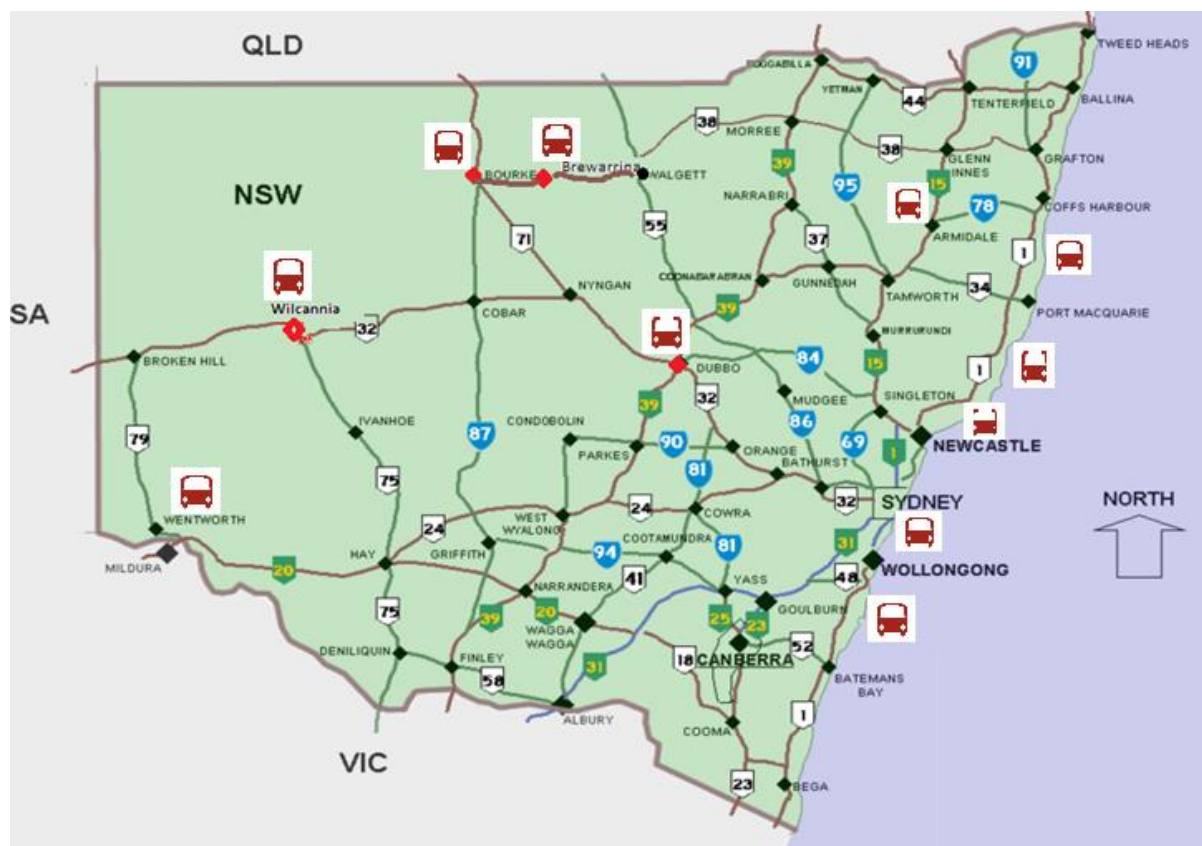 QLD
TWEED HEADS
BOGGABILLA
91
YETMAN
44
TENTERFIELD
BALLINA
38
MORREE
38
GLENN
INNES
GRAFTON
BOURKE
Brewarrina
WALGETT
39
95
15
78
NSW
NARRABRI
COFFS HARBOUR
ARMIDALE
71
55
37
1
COONABARABRAN
GUNNEDAH
TAMWORTH
34
PORT MACQUARIE
NYNGAN
Wilcannia
COBAR
39
SA
32
MURRURUNDI
BROKEN HILL
DUBBO
84
15
1
MUDGEE
SINGLETON
39
32
IVANHOE
CONDOBOLIN
79
87
86
69
1
NEWCASTLE
PARKES
90
ORANGE
BATHURST
75
81
32
SYDNEY
NORTH
WENTWORTH
24
24
WEST
WYALONG
COWRA
MILDURA
HAY
GRIFFITH
COOTAMUNDRA
81
31
20
94
41
48
WOLLONGONG
NARRANDERA
YASS
75
39
20
WAGGA
WAGGA
25
23
GOULBURN
DENILIQUIN
FINLEY
58
31
18
CANBERRA
52
BATEMANS
BAY
ALBURY
COOMA
1
VIC
23
BEGA